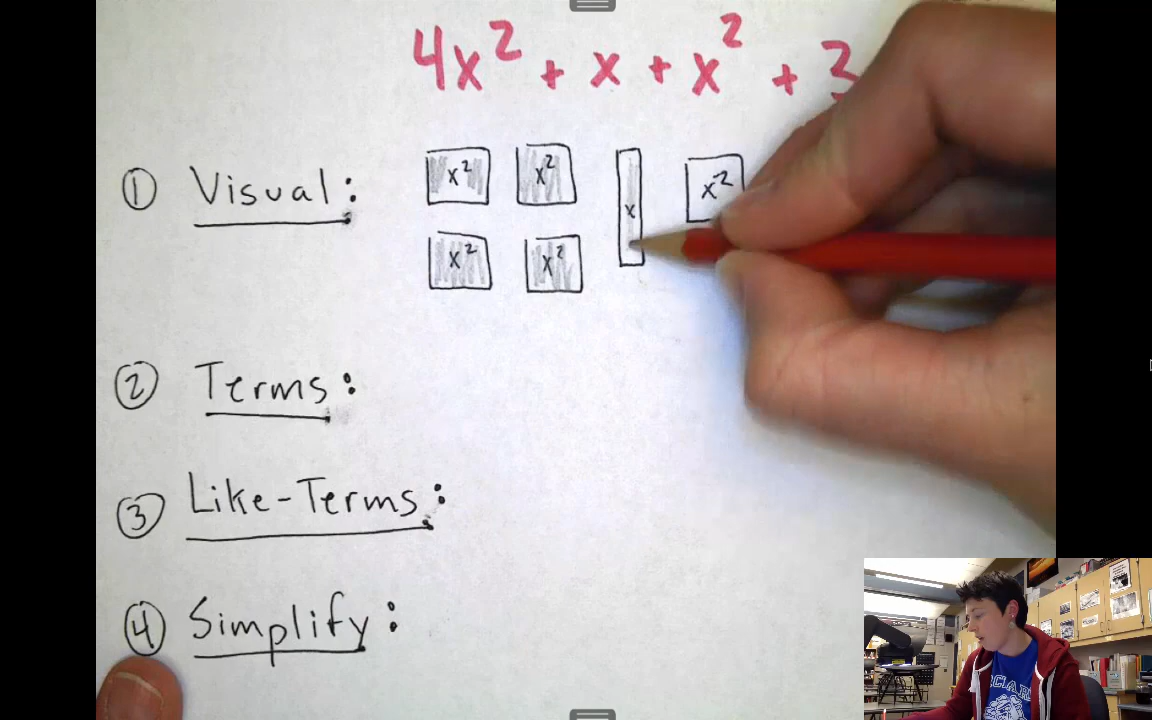 4x² + x + x² + 3
① Visual: x² x² x x²
x² x²
② Terms:
③ Like-Terms:
④ Simplify: